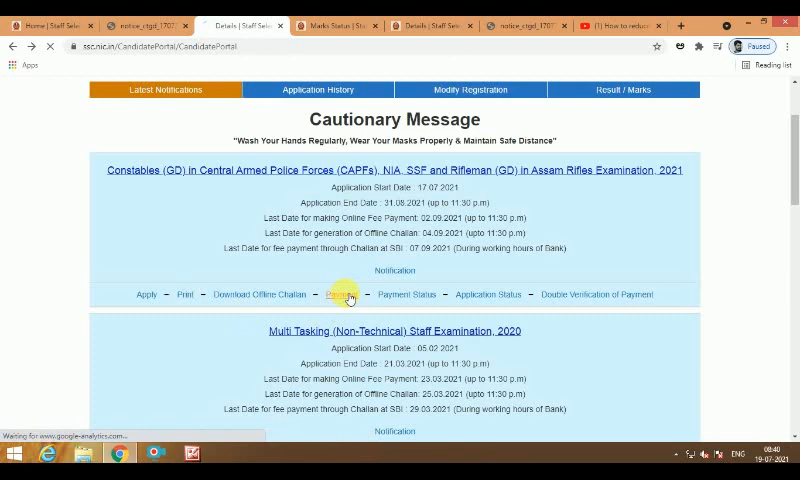 Home | Staff Sele
notice_ctgd_1707
Details | Staff Sele
Marks Status | Sta
Details | Staff Sele
notice_ctgd_1707
(1) How to reduc
ssc.nic.in/CandidatePortal/CandidatePortal
Paused
Apps
Reading list
Latest Notifications
Application History
Modify Registration
Result / Marks
Cautionary Message
"Wash Your Hands Regularly, Wear Your Masks Properly & Maintain Safe Distance"
Constables (GD) in Central Armed Police Forces (CAPFs), NIA, SSF and Rifleman (GD) in Assam Rifles Examination, 2021
Application Start Date : 17.07.2021
Application End Date : 31.08.2021 (up to 11:30 p.m)
Last Date for making Online Fee Payment: 02.09.2021 (upto 11:30 p.m)
Last Date for generation of Offline Challan: 04.09.2021 (upto 11:30 p.m)
Last Date for fee payment through Challan at SBI : 07.09.2021 (During working hours of Bank)
Notification
Apply – Print – Download Offline Challan – Payment – Payment Status – Application Status – Double Verification of Payment
Multi Tasking (Non-Technical) Staff Examination, 2020
Application Start Date : 05.02.2021
Application End Date : 21.03.2021 (up to 11:30 p.m)
Last Date for making Online Fee Payment: 23.03.2021 (upto 11:30 p.m)
Last Date for generation of Offline Challan: 25.03.2021 (upto 11:30 p.m)
Last Date for fee payment through Challan at SBI : 29.03.2021 (During working hours of Bank)
Notification
Waiting for www.google-analytics.com...
ENG
08:40
19-07-2021